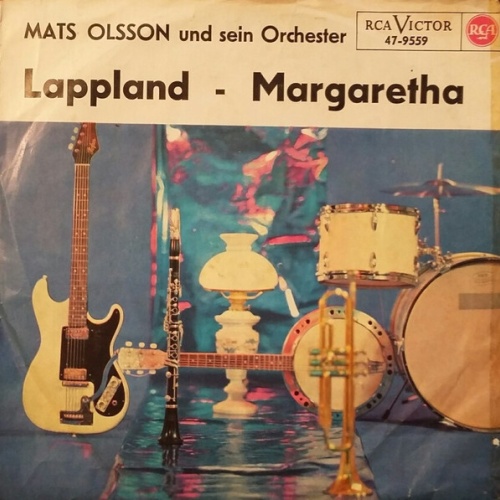 MATS OLSSON und sein Orchester
RCA VICTOR
47-9559
RCA
Lappland - Margaretha